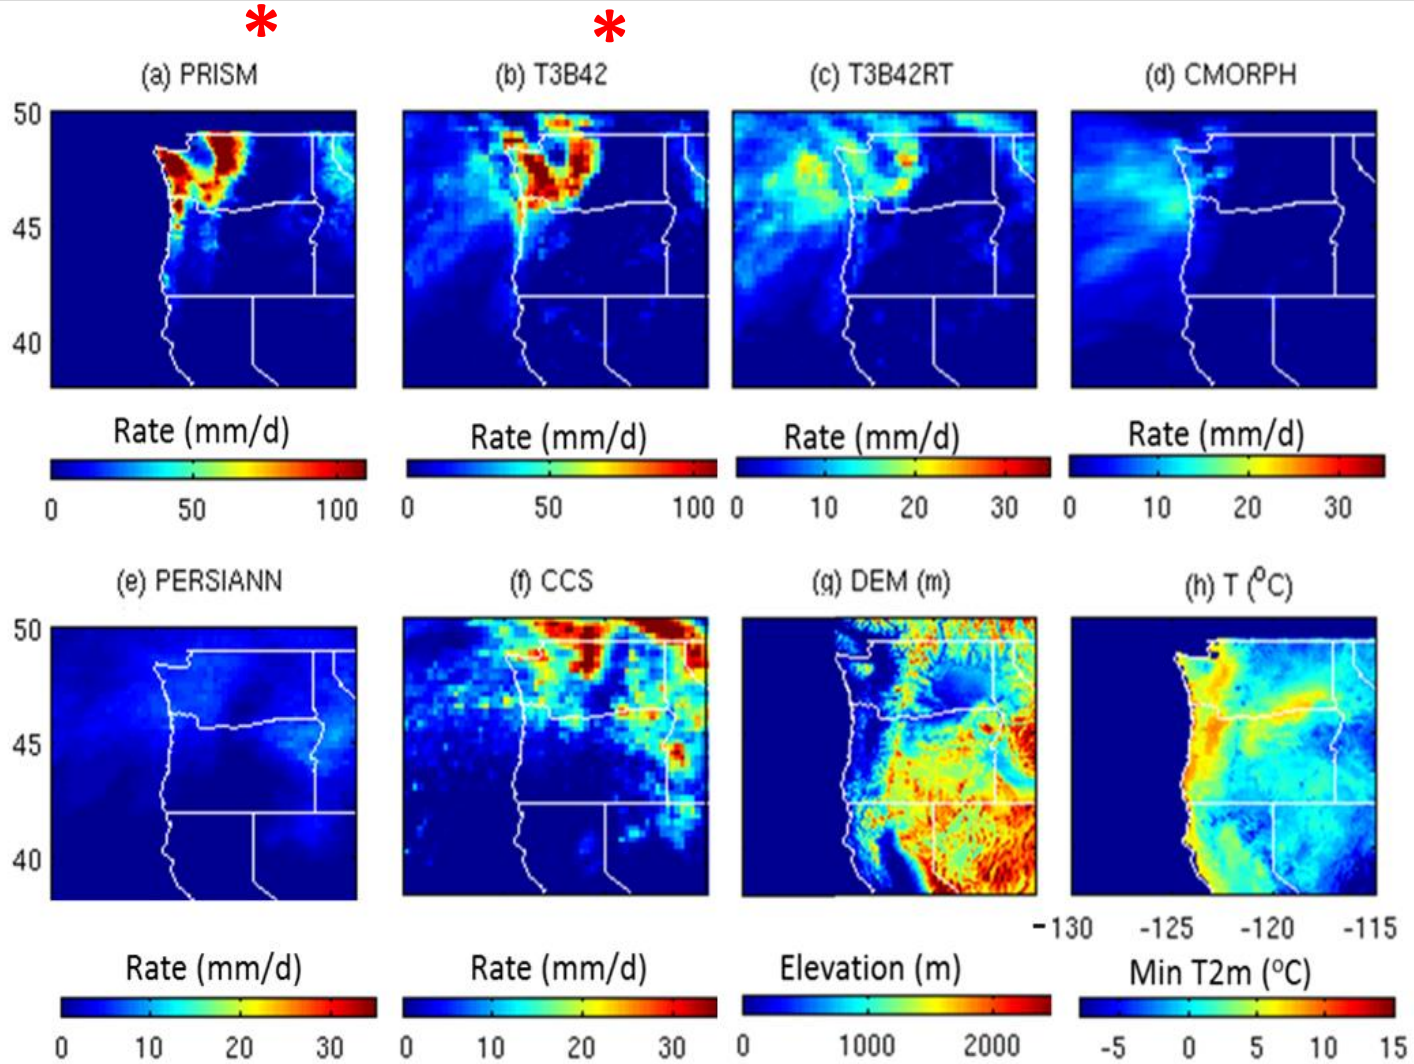 * *
(a) PRISM (b) T3B42 (c) T3B42RT (d) CMORPH
50
45
40
Rate (mm/d) Rate (mm/d) Rate (mm/d) Rate (mm/d)
0 50 100 0 50 100 0 10 20 30 0 10 20 30
(e) PERSIANN (f) CCS (g) DEM (m) (h) T (⁰C)
50
45
40
-130 -125 -120 -115
Rate (mm/d) Rate (mm/d) Elevation (m) Min T2m (⁰C)
0 10 20 30 0 10 20 30 0 1000 2000 -5 0 5 10 15